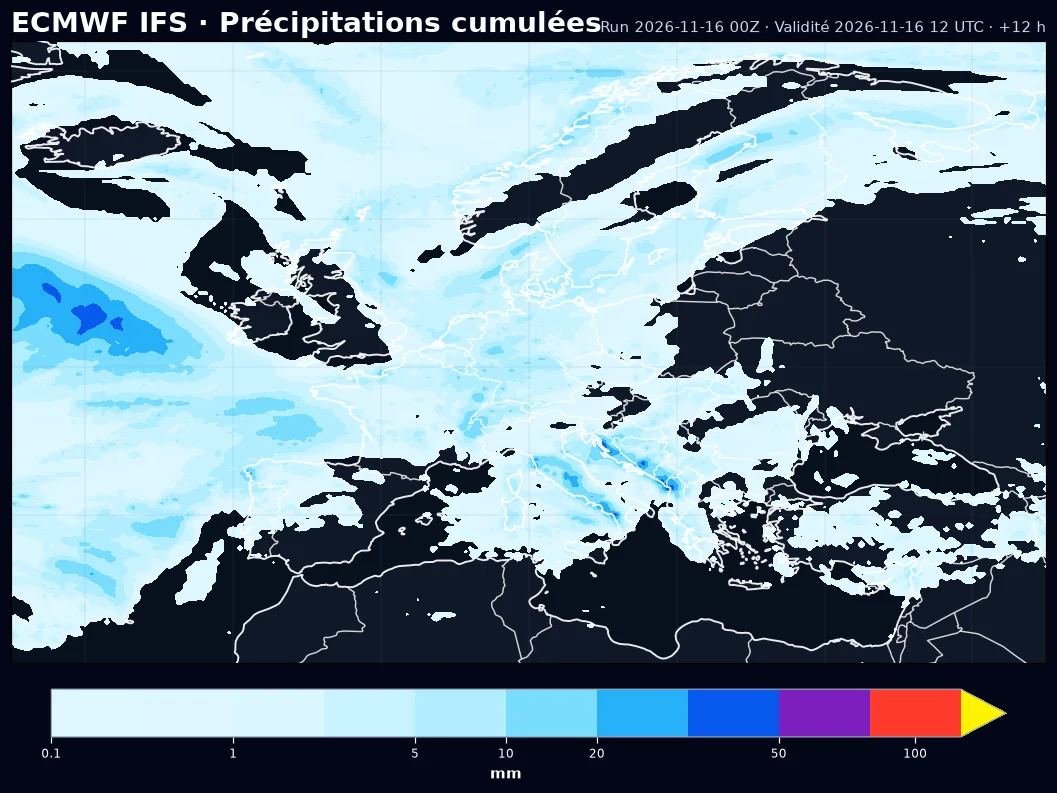 ECMWF IFS · Précipitations cumulées
Run 2026-11-16 00Z · Validité 2026-11-16 12 UTC · +12 h
0.1 1 5 10 20 50 100
mm